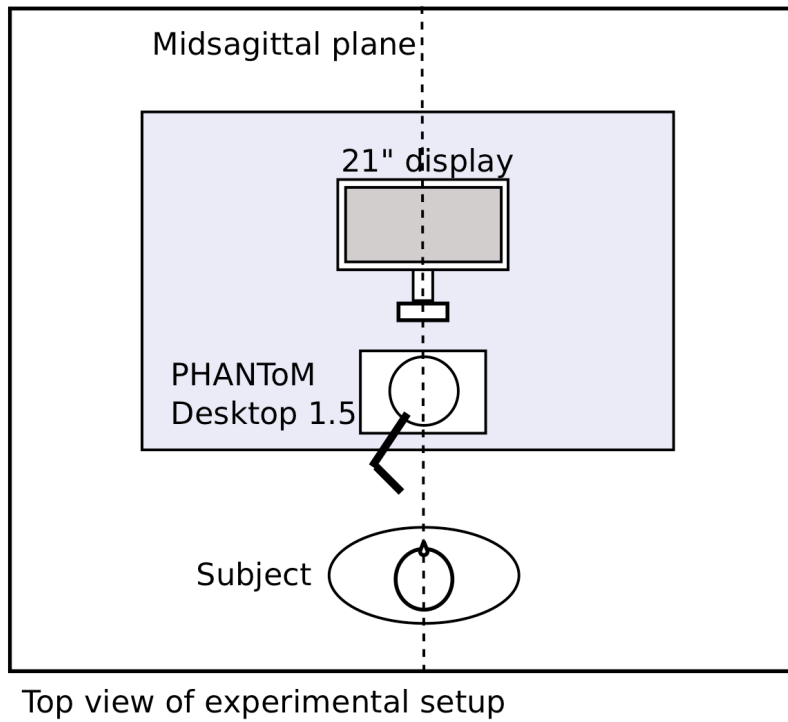 Midsagittal plane
21" display
PHANToM
Desktop 1.5
Subject
Top view of experimental setup